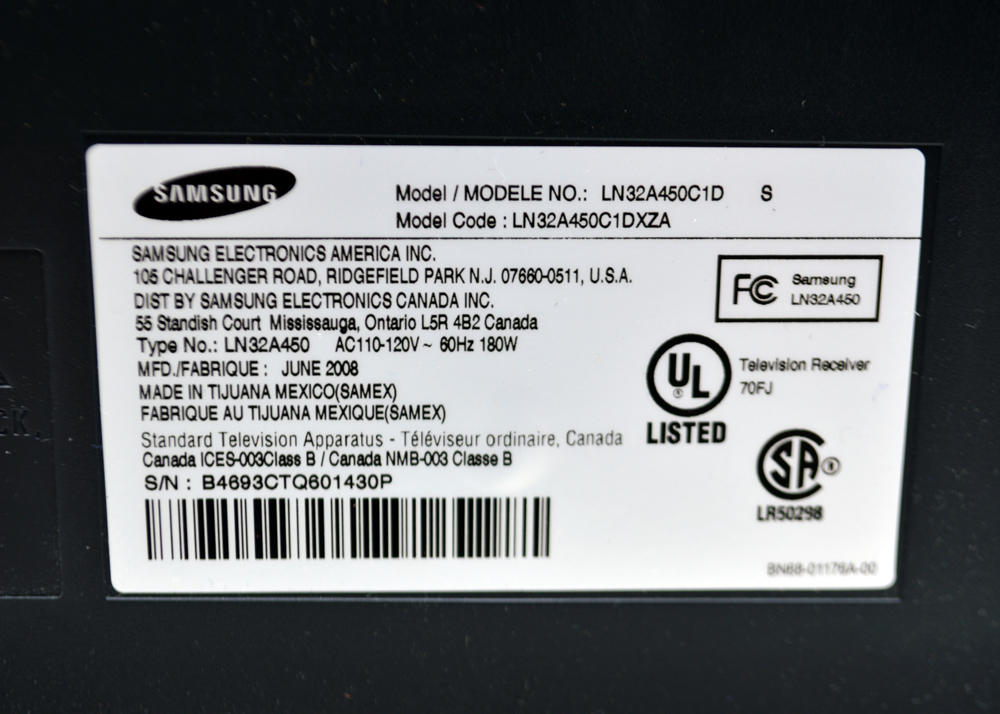 SAMSUNG
Model / MODELE NO.: LN32A450C1D S
Model Code : LN32A450C1DXZA
SAMSUNG ELECTRONICS AMERICA INC.
105 CHALLENGER ROAD, RIDGEFIELD PARK N.J. 07660-0511, U.S.A.
DIST BY SAMSUNG ELECTRONICS CANADA INC.
55 Standish Court Mississauga, Ontario L5R 4B2 Canada
Type No.: LN32A450 AC110-120V~ 60Hz 180W
MFD./FABRIQUE : JUNE 2008
MADE IN TIJUANA MEXICO(SAMEX)
FABRIQUE AU TIJUANA MEXIQUE(SAMEX)
Standard Television Apparatus - Téléviseur ordinaire, Canada
Canada ICES-003Class B / Canada NMB-003 Classe B
S/N : B4693CTQ601430P
FC Samsung
LN32A450
UL ® Television Receiver
70FJ
LISTED
SA ®
LR50298
BN68-01176A-00
CK.